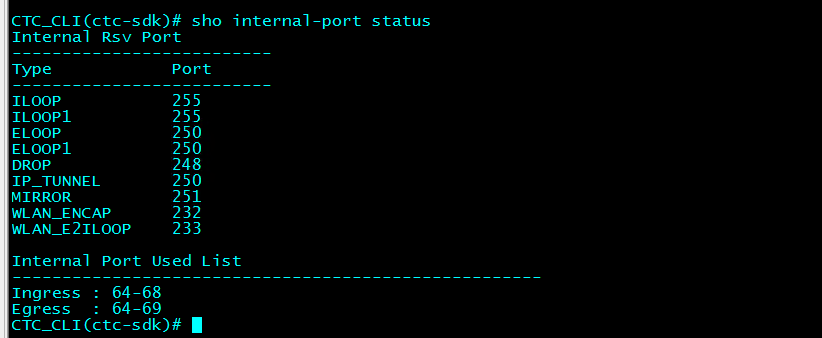 CTC_CLI(ctc-sdk)# sho internal-port status
Internal Rsv Port
--------------------------
Type            Port
--------------------------
ILOOP           255
ILOOP1          255
ELOOP           250
ELOOP1          250
DROP            248
IP_TUNNEL       250
MIRROR          251
WLAN_ENCAP      232
WLAN_E2ILOOP    233
Internal Port Used List
-----------------------------------------------------
Ingress : 64-68
Egress  : 64-69
CTC_CLI(ctc-sdk)#